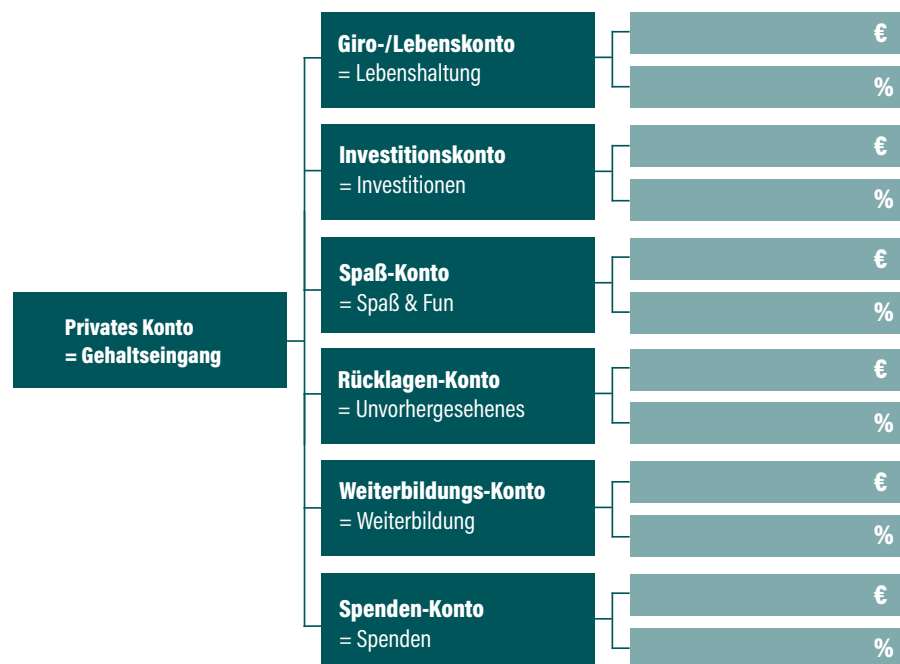 Giro-/Lebenskonto
= Lebenshaltung
€
%
Investitionskonto
= Investitionen
€
%
Spaß-Konto
= Spaß & Fun
€
%
Privates Konto
= Gehaltseingang
Rücklagen-Konto
= Unvorhergesehenes
€
%
Weiterbildungs-Konto
= Weiterbildung
€
%
Spenden-Konto
= Spenden
€
%